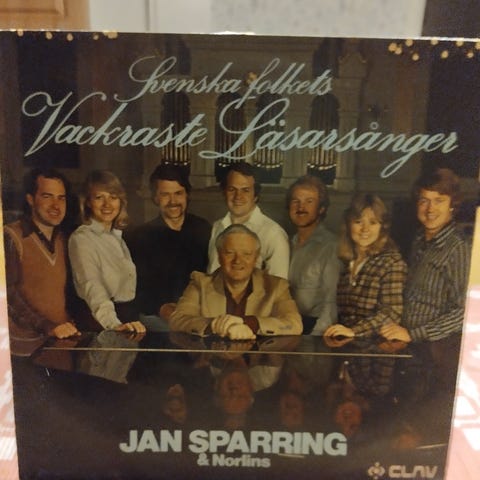 Svenska folkets
Vackraste Läsarsånger
JAN SPARRING
& Norlins
CLAV